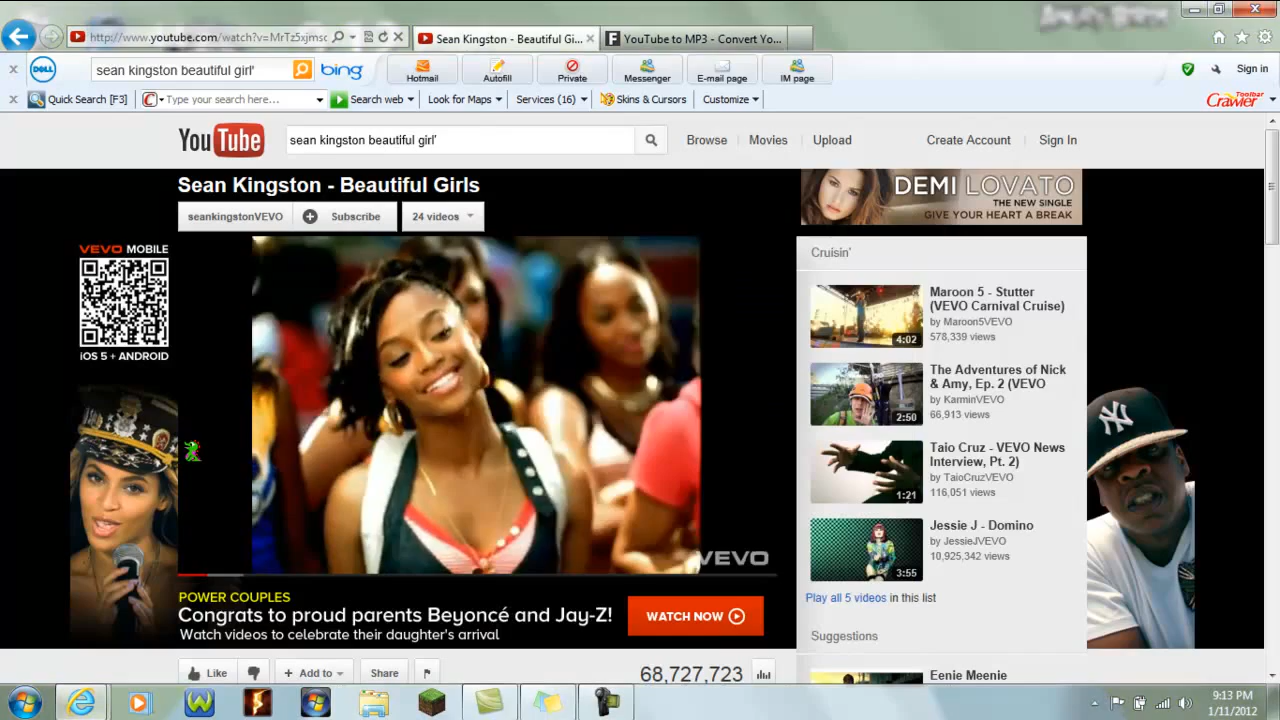 http://www.youtube.com/watch?v=MrTz5xjmsc
Sean Kingston - Beautiful Gi...
YouTube to MP3 - Convert Yo...
DELL
sean kingston beautiful girl'
bing
Hotmail
Autofill
Private
Messenger
E-mail page
IM page
Sign in
Quick Search [F3]
Type your search here...
Search web
Look for Maps
Services (16)
Skins & Cursors
Customize
Toolbar
Crawler
YouTube
sean kingston beautiful girl'
Browse
Movies
Upload
Create Account
Sign In
Sean Kingston - Beautiful Girls
seankingstonVEVO
Subscribe
24 videos
DEMI LOVATO
THE NEW SINGLE
GIVE YOUR HEART A BREAK
VEVO MOBILE
iOS 5 + ANDROID
VEVO
Cruisin'
Maroon 5 - Stutter
(VEVO Carnival Cruise)
by Maroon5VEVO
578,339 views
4:02
The Adventures of Nick
& Amy, Ep. 2 (VEVO
by KarminVEVO
66,913 views
2:50
Taio Cruz - VEVO News
Interview, Pt. 2)
by TaioCruzVEVO
116,051 views
1:21
Jessie J - Domino
by JessieJVEVO
10,925,342 views
3:55
Play all 5 videos in this list
Suggestions
Eenie Meenie
POWER COUPLES
Congrats to proud parents Beyoncé and Jay-Z!
Watch videos to celebrate their daughter's arrival
WATCH NOW
Like
Add to
Share
68,727,723
9:13 PM
1/11/2012